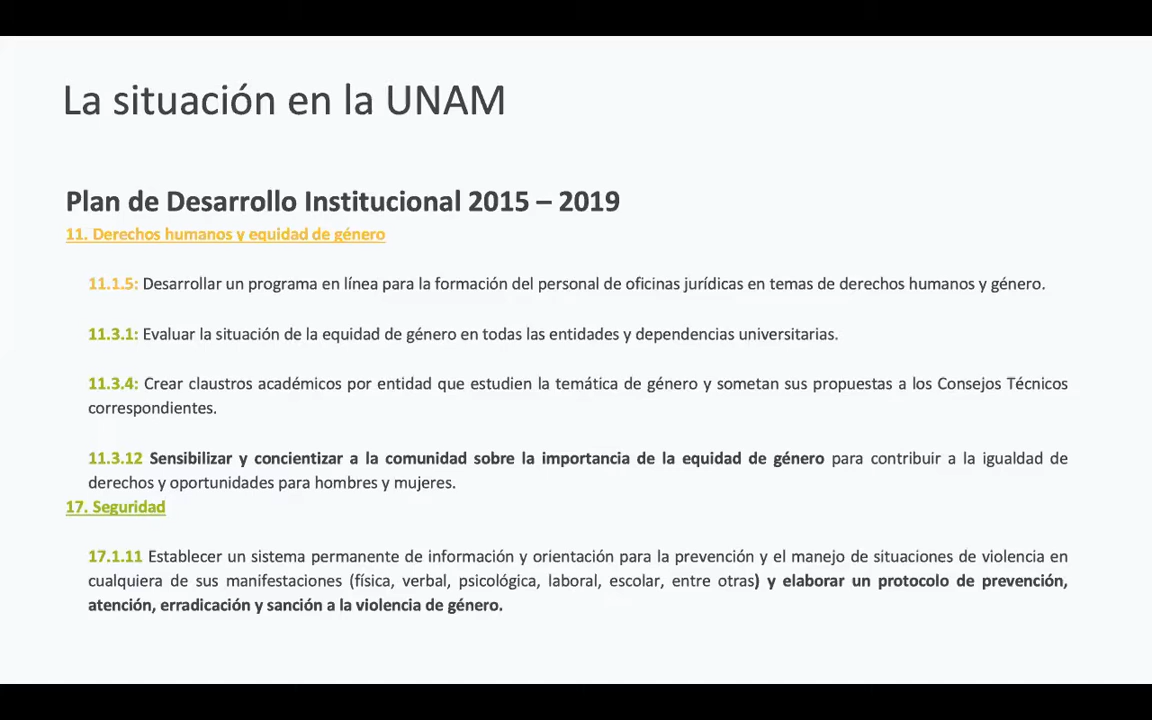 La situación en la UNAM
Plan de Desarrollo Institucional 2015 – 2019
11. Derechos humanos y equidad de género
11.1.5: Desarrollar un programa en línea para la formación del personal de oficinas jurídicas en temas de derechos humanos y género.
11.3.1: Evaluar la situación de la equidad de género en todas las entidades y dependencias universitarias.
11.3.4: Crear claustros académicos por entidad que estudien la temática de género y sometan sus propuestas a los Consejos Técnicos
correspondientes.
11.3.12 Sensibilizar y concientizar a la comunidad sobre la importancia de la equidad de género para contribuir a la igualdad de
derechos y oportunidades para hombres y mujeres.
17. Seguridad
17.1.11 Establecer un sistema permanente de información y orientación para la prevención y el manejo de situaciones de violencia en
cualquiera de sus manifestaciones (física, verbal, psicológica, laboral, escolar, entre otras) y elaborar un protocolo de prevención,
atención, erradicación y sanción a la violencia de género.